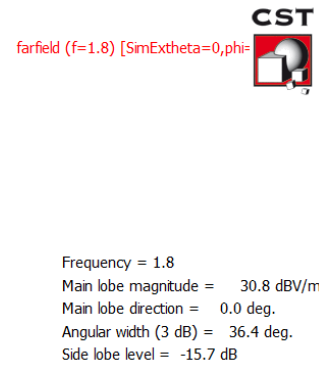 CST
farfield (f=1.8) [SimExtheta=0,phi=
Frequency = 1.8
Main lobe magnitude = 30.8 dBV/m
Main lobe direction = 0.0 deg.
Angular width (3 dB) = 36.4 deg.
Side lobe level = -15.7 dB